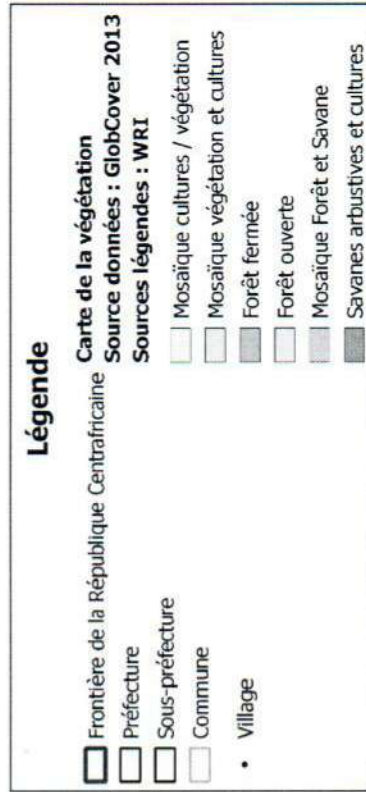 Légende
Frontière de la République Centrafricaine
Préfecture
Sous-préfecture
Commune
Village
Carte de la végétation
Source données : GlobCover 2013
Sources légendes : WRI
Mosaïque cultures / végétation
Mosaïque végétation et cultures
Forêt fermée
Forêt ouverte
Mosaïque Forêt et Savane
Savanes arbustives et cultures